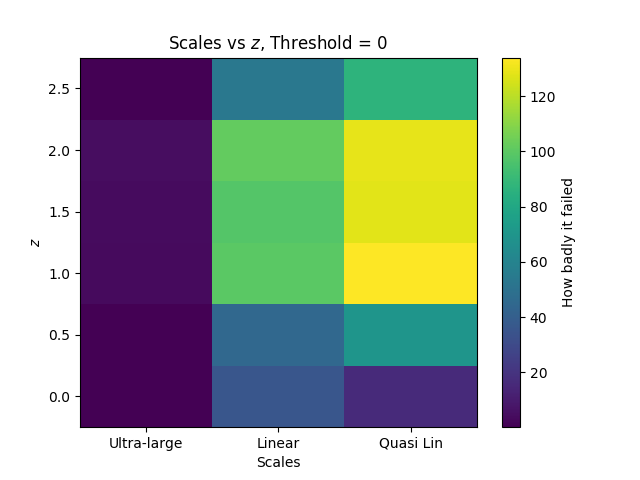 Scales vs z, Threshold = 0
2.5
2.0
1.5
1.0
0.5
0.0
z
Ultra-large Linear Quasi Lin
Scales
120
100
80
60
40
20
How badly it failed